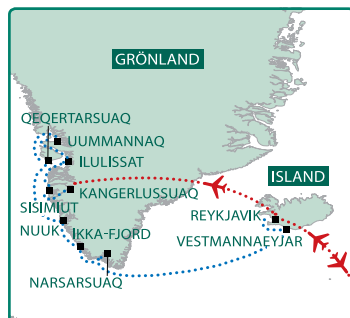 GRÖNLAND
QEQERTARSUAQ
UUMMANNAQ
ILULISSAT
ISLAND
KANGERLUSSUAQ
SISIMIUT
REYKJAVIK
NUUK
IKKA-FJORD
VESTMANNAEYJAR
NARSARSUAQ